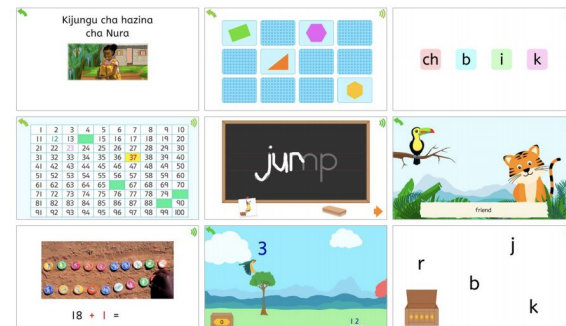 Kijungu cha hazina
cha Nura
ch b i k
1 2 3 4 5 6 7 8 9 10
11 12 13 15 16 17 18 19 20
21 22 23 24 25 26 27 28 29 30
31 32 33 34 35 36 37 38 39 40
41 42 43 44 45 46 47 48 49 50
51 52 53 54 55 56 57 58 59 60
61 62 63 64 65 67 68 69 70
71 72 73 74 75 76 77 78 79
81 82 83 84 85 86 87 88 90
91 92 93 94 95 96 97 98 99 100
jump
friend
18 + 1 =
3
0
12
j
r
b
k